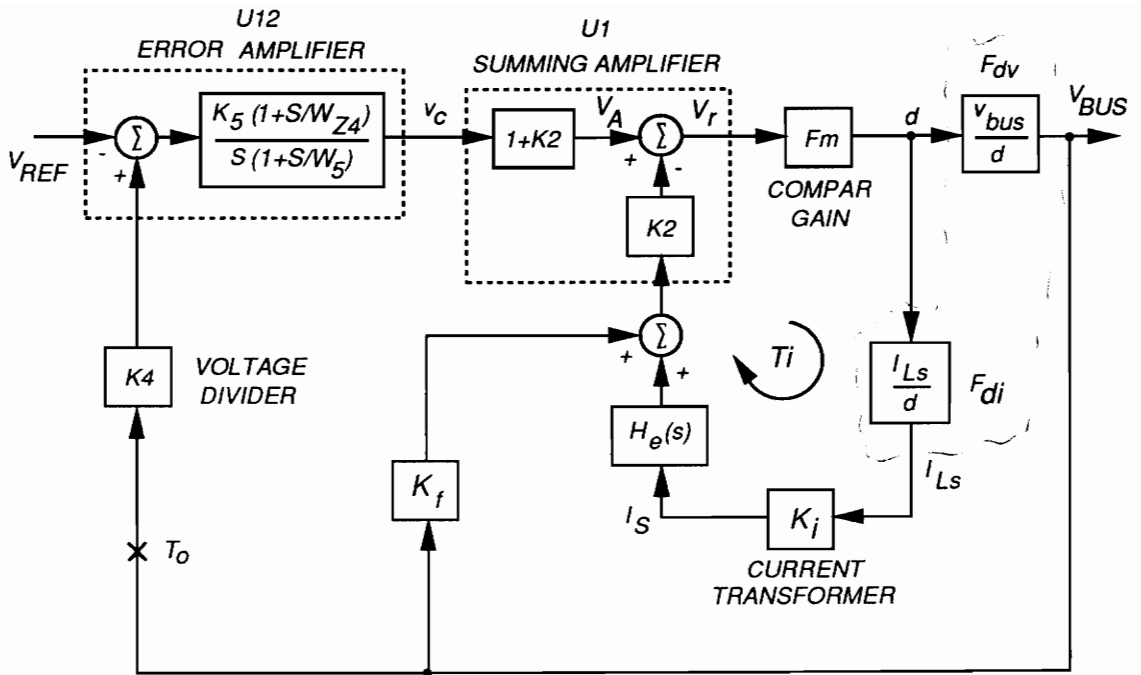 U12
ERROR AMPLIFIER
U1
SUMMING AMPLIFIER
V_REF
-
+
Σ
K_5 (1+S/W_Z4)
S (1+S/W_5)
v_c
1+K2
V_A
+
Σ
-
V_r
Fm
COMPAR
GAIN
d
F_dv
v_bus
d
V_BUS
K2
K4
VOLTAGE
DIVIDER
+
Σ
+
T_i
I_Ls
d
F_di
H_e(s)
K_f
I_Ls
I_S
K_i
CURRENT
TRANSFORMER
× T_o